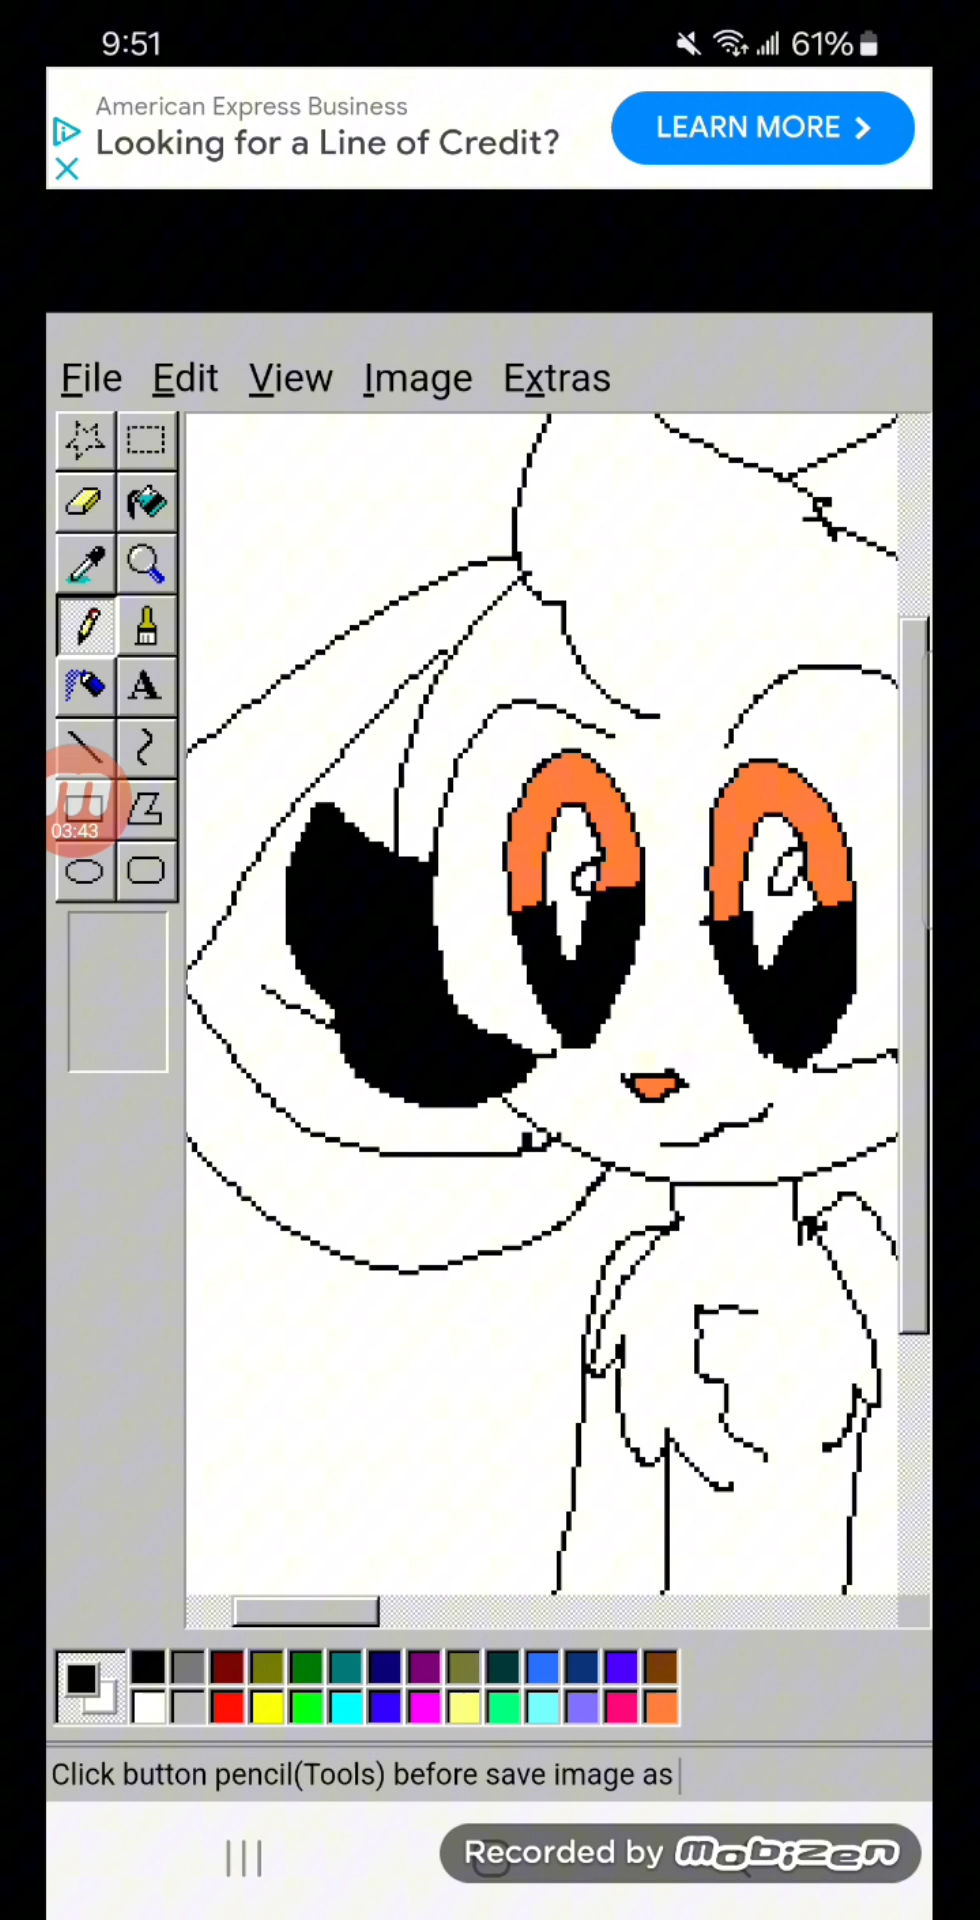 9:51
61%
American Express Business
Looking for a Line of Credit?
LEARN MORE
File Edit View Image Extras
A
03:43
Click button pencil(Tools) before save image as
Recorded by mobizen